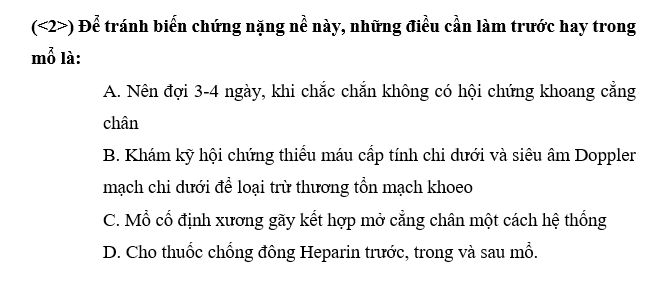 (<2>) Để tránh biến chứng nặng nề này, những điều cần làm trước hay trong
mổ là:
A. Nên đợi 3-4 ngày, khi chắc chắn không có hội chứng khoang cẳng
chân
B. Khám kỹ hội chứng thiếu máu cấp tính chi dưới và siêu âm Doppler
mạch chi dưới để loại trừ thương tổn mạch khoeo
C. Mổ cố định xương gãy kết hợp mở cẳng chân một cách hệ thống
D. Cho thuốc chống đông Heparin trước, trong và sau mổ.